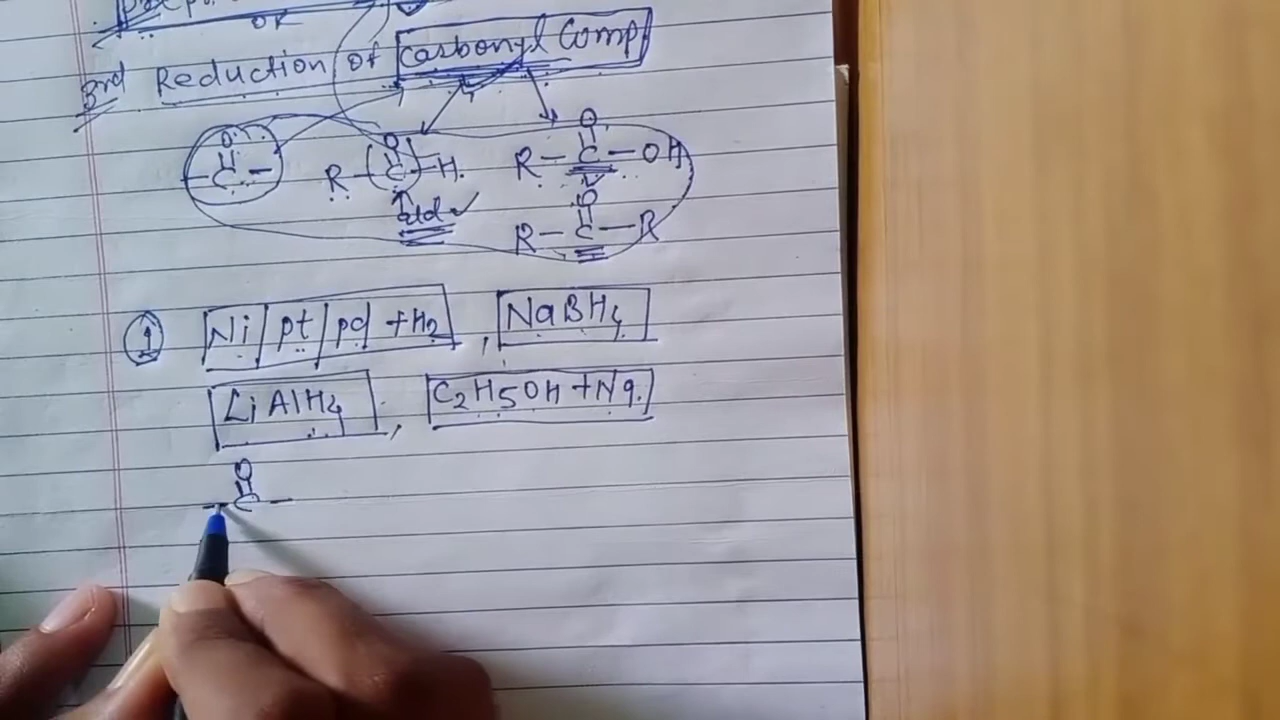 or
3rd Reduction of Carbonyl Comp
O O O
-C- R-C-H. R-C-OH
ald ✓ O
R-C-R
1 Ni/pt/pd +H2, NaBH4
LiAlH4, C2H5OH+Na.
O
-C-